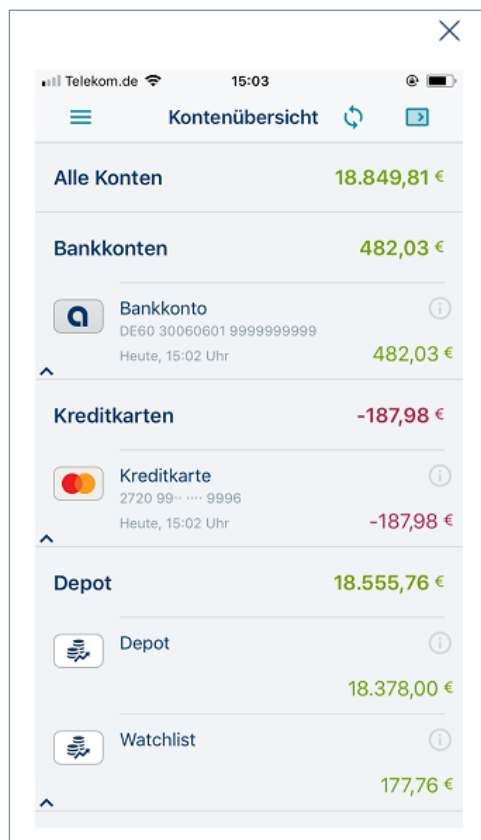 Telekom.de 15:03
Kontenübersicht
Alle Konten 18.849,81 €
Bankkonten 482,03 €
Bankkonto
DE60 30060601 9999999999
Heute, 15:02 Uhr 482,03 €
Kreditkarten -187,98 €
Kreditkarte
2720 99·· ···· 9996
Heute, 15:02 Uhr -187,98 €
Depot 18.555,76 €
Depot
18.378,00 €
Watchlist
177,76 €